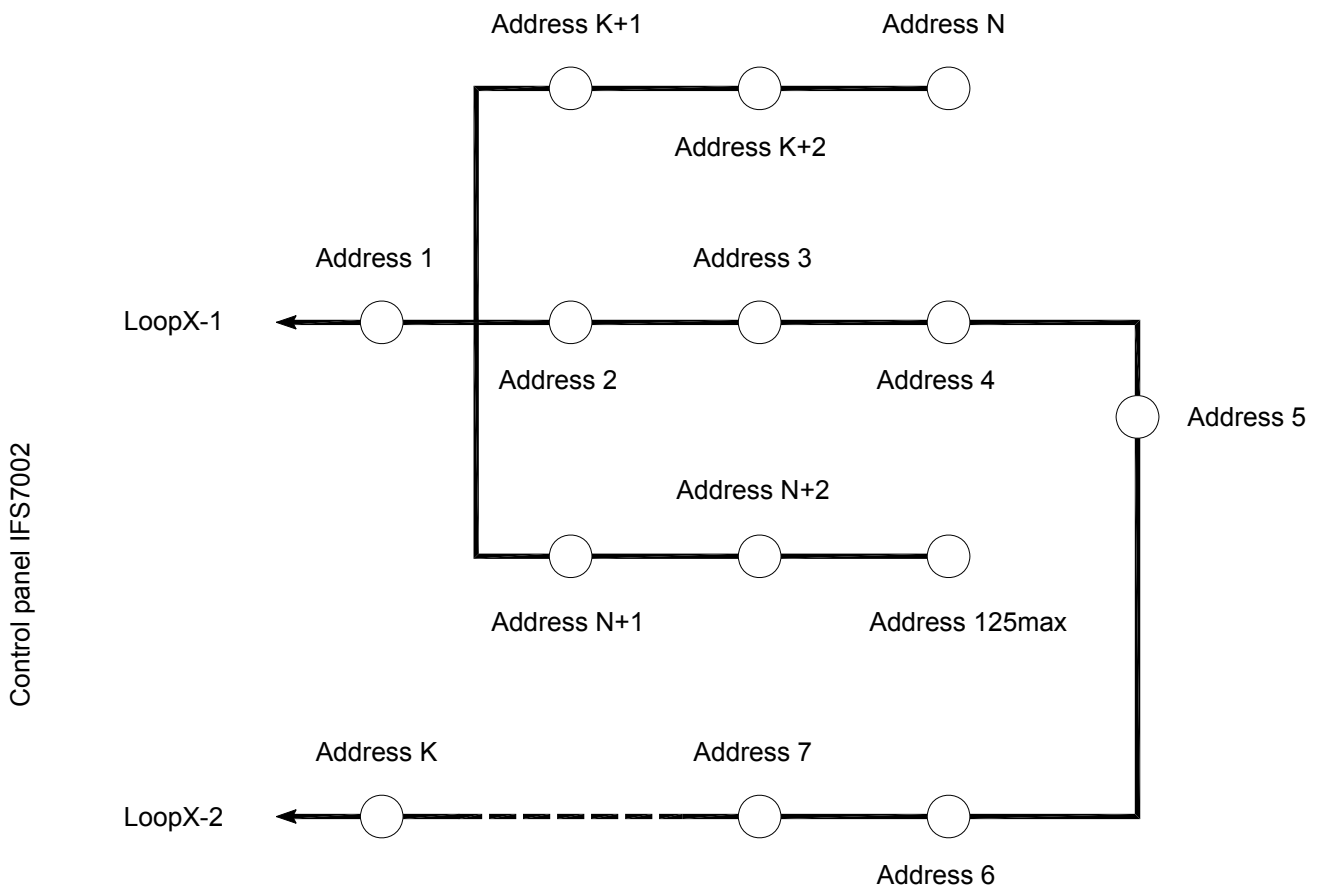 Address K+1
Address N
Address K+2
Address 1
Address 3
LoopX-1
Address 2
Address 4
Address 5
Control panel IFS7002
Address N+2
Address N+1
Address 125max
Address K
Address 7
LoopX-2
Address 6